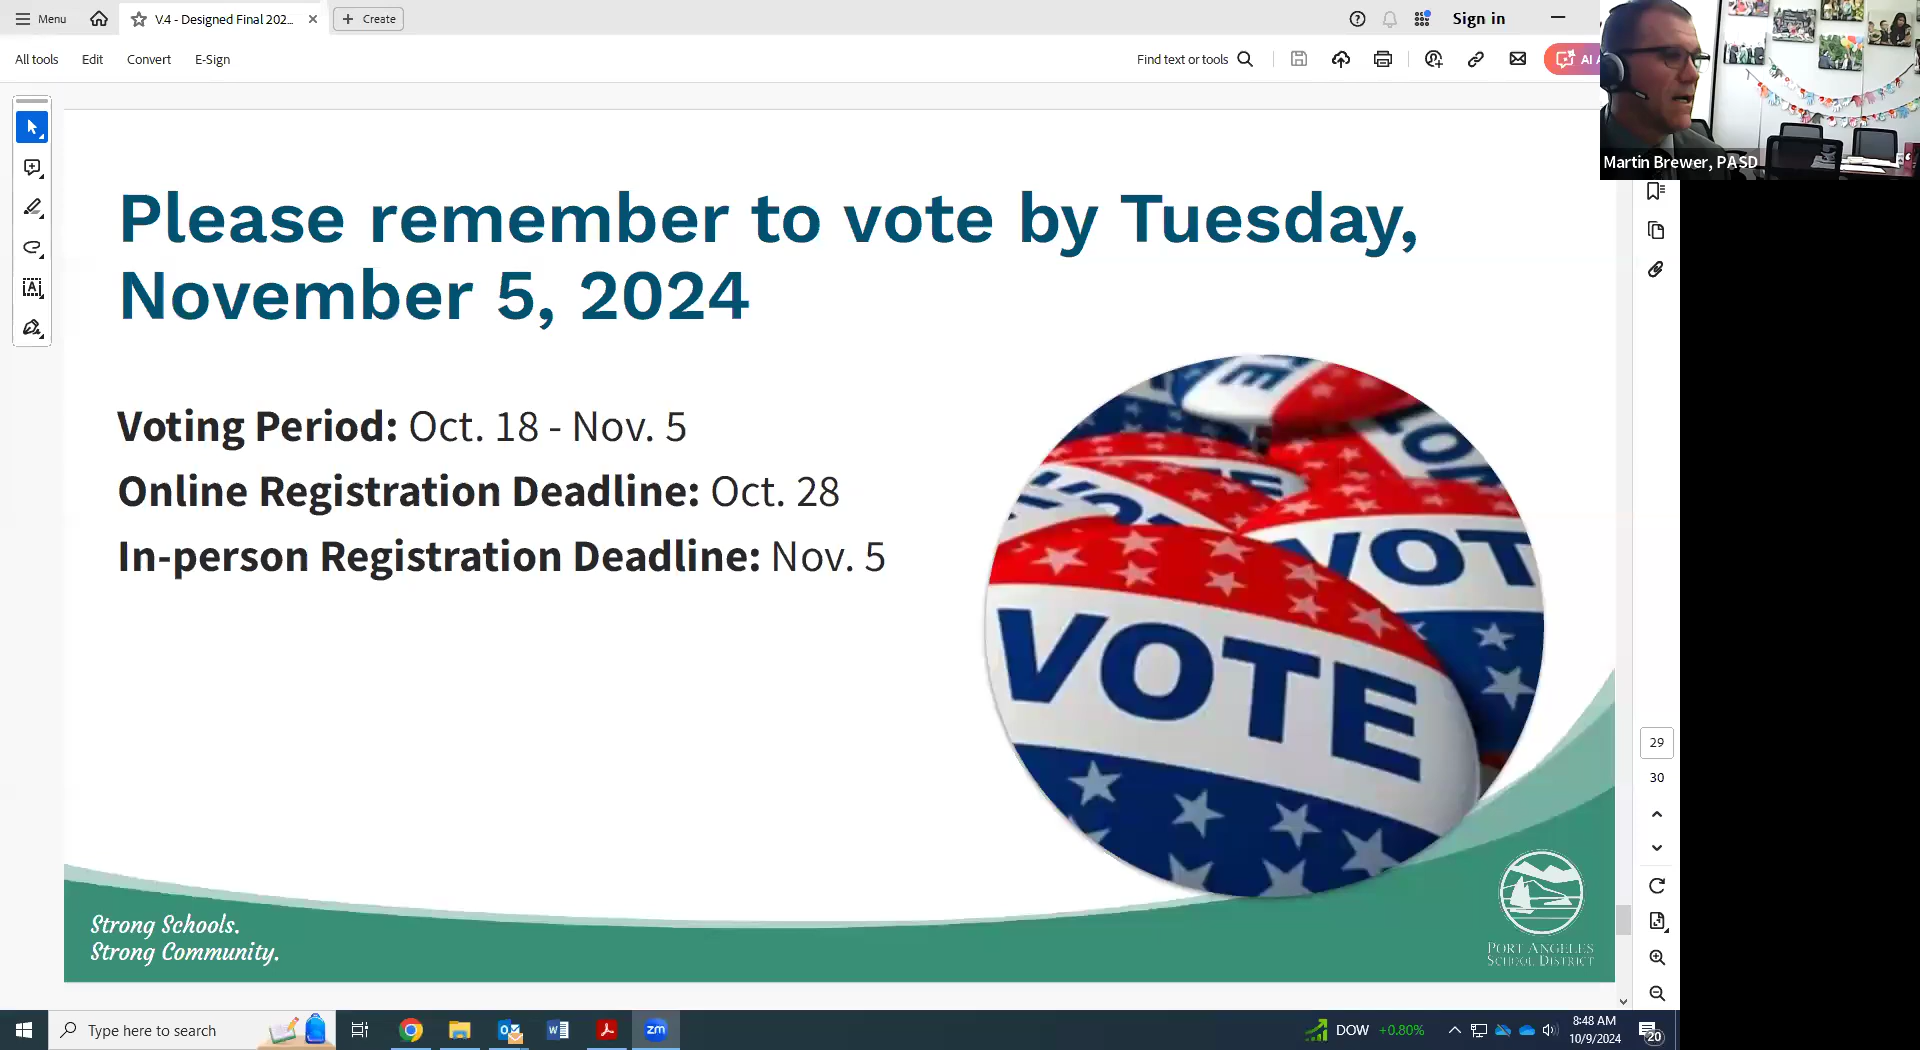 Menu
V.4 - Designed Final 202...
Create
Sign in
All tools
Edit
Convert
E-Sign
Find text or tools
AI
Martin Brewer, PASD
Please remember to vote by Tuesday,
November 5, 2024
Voting Period: Oct. 18 - Nov. 5
Online Registration Deadline: Oct. 28
In-person Registration Deadline: Nov. 5
VOTE
VOT
Strong Schools.
Strong Community.
PORT ANGELES
SCHOOL DISTRICT
29
30
Type here to search
DOW +0.80%
8:48 AM
10/9/2024
20